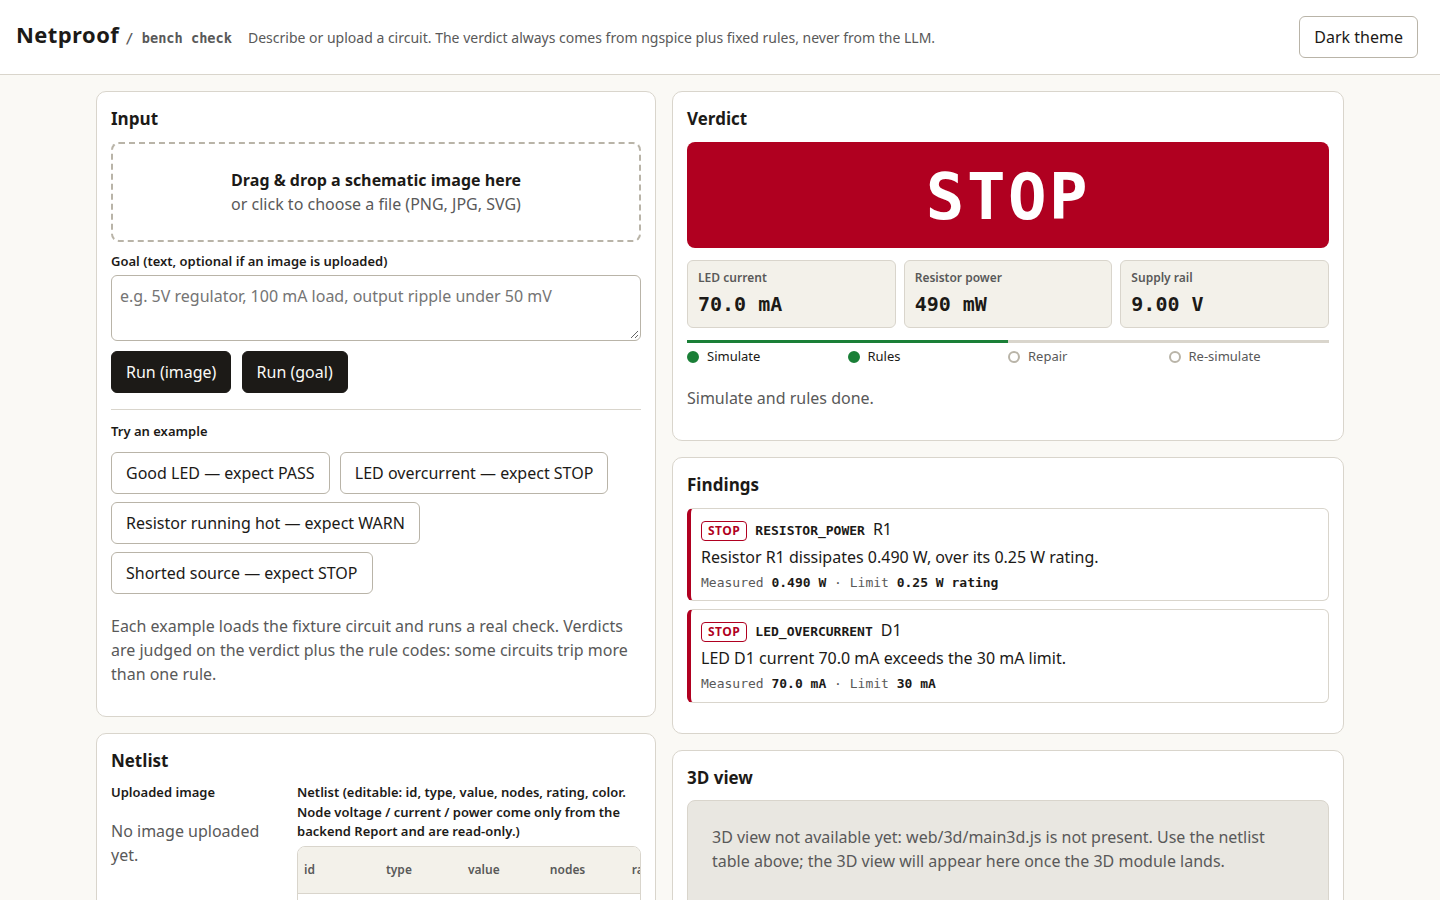 Netproof / bench check Describe or upload a circuit. The verdict always comes from ngspice plus fixed rules, never from the LLM.
Dark theme
Input
Drag & drop a schematic image here
or click to choose a file (PNG, JPG, SVG)
Goal (text, optional if an image is uploaded)
e.g. 5V regulator, 100 mA load, output ripple under 50 mV
Run (image) Run (goal)
Try an example
Good LED — expect PASS LED overcurrent — expect STOP
Resistor running hot — expect WARN
Shorted source — expect STOP
Each example loads the fixture circuit and runs a real check. Verdicts
are judged on the verdict plus the rule codes: some circuits trip more
than one rule.
Netlist
Uploaded image
No image uploaded
yet.
Netlist (editable: id, type, value, nodes, rating, color.
Node voltage / current / power come only from the
backend Report and are read-only.)
id type value nodes
Verdict
STOP
LED current Resistor power Supply rail
70.0 mA 490 mW 9.00 V
Simulate Rules Repair Re-simulate
Simulate and rules done.
Findings
STOP RESISTOR_POWER R1
Resistor R1 dissipates 0.490 W, over its 0.25 W rating.
Measured 0.490 W · Limit 0.25 W rating
STOP LED_OVERCURRENT D1
LED D1 current 70.0 mA exceeds the 30 mA limit.
Measured 70.0 mA · Limit 30 mA
3D view
3D view not available yet: web/3d/main3d.js is not present. Use the netlist
table above; the 3D view will appear here once the 3D module lands.